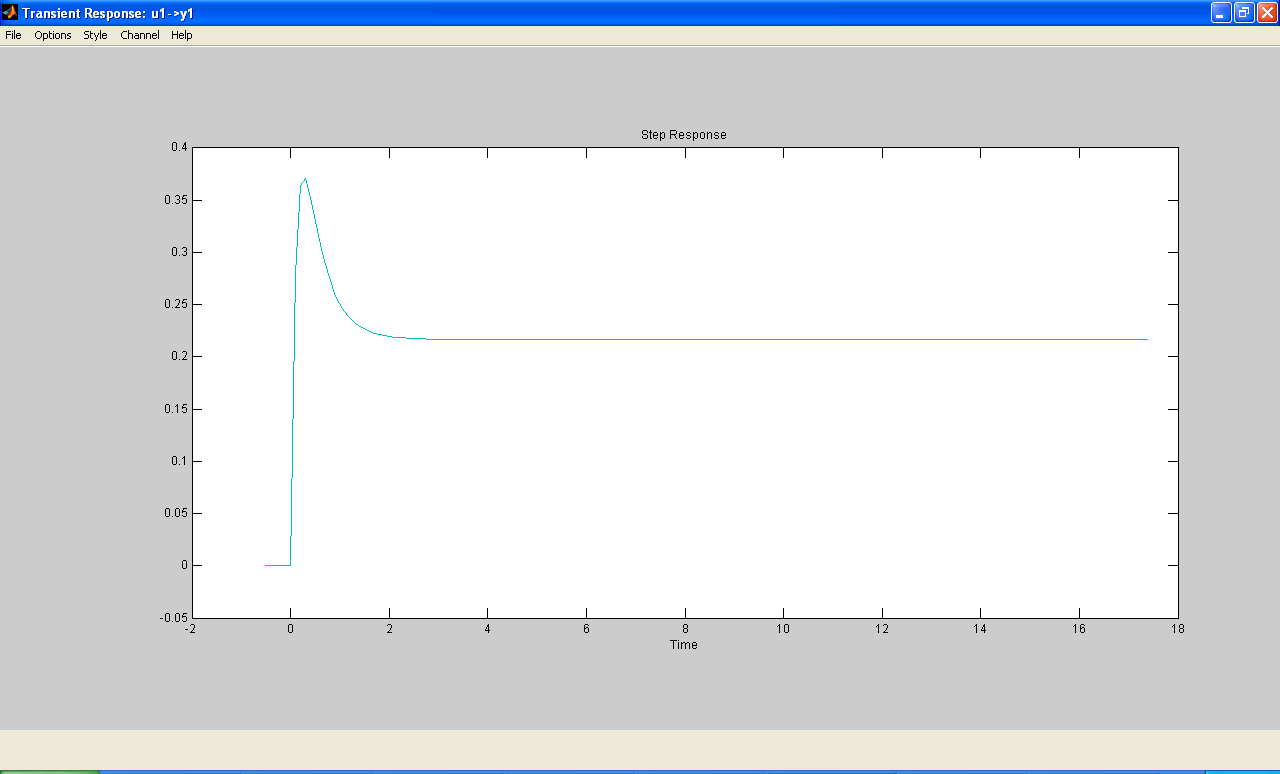 Transient Response: u1->y1
File Options Style Channel Help
Step Response
0.4
0.35
0.3
0.25
0.2
0.15
0.1
0.05
0
-0.05
-2 0 2 4 6 8 10 12 14 16 18
Time